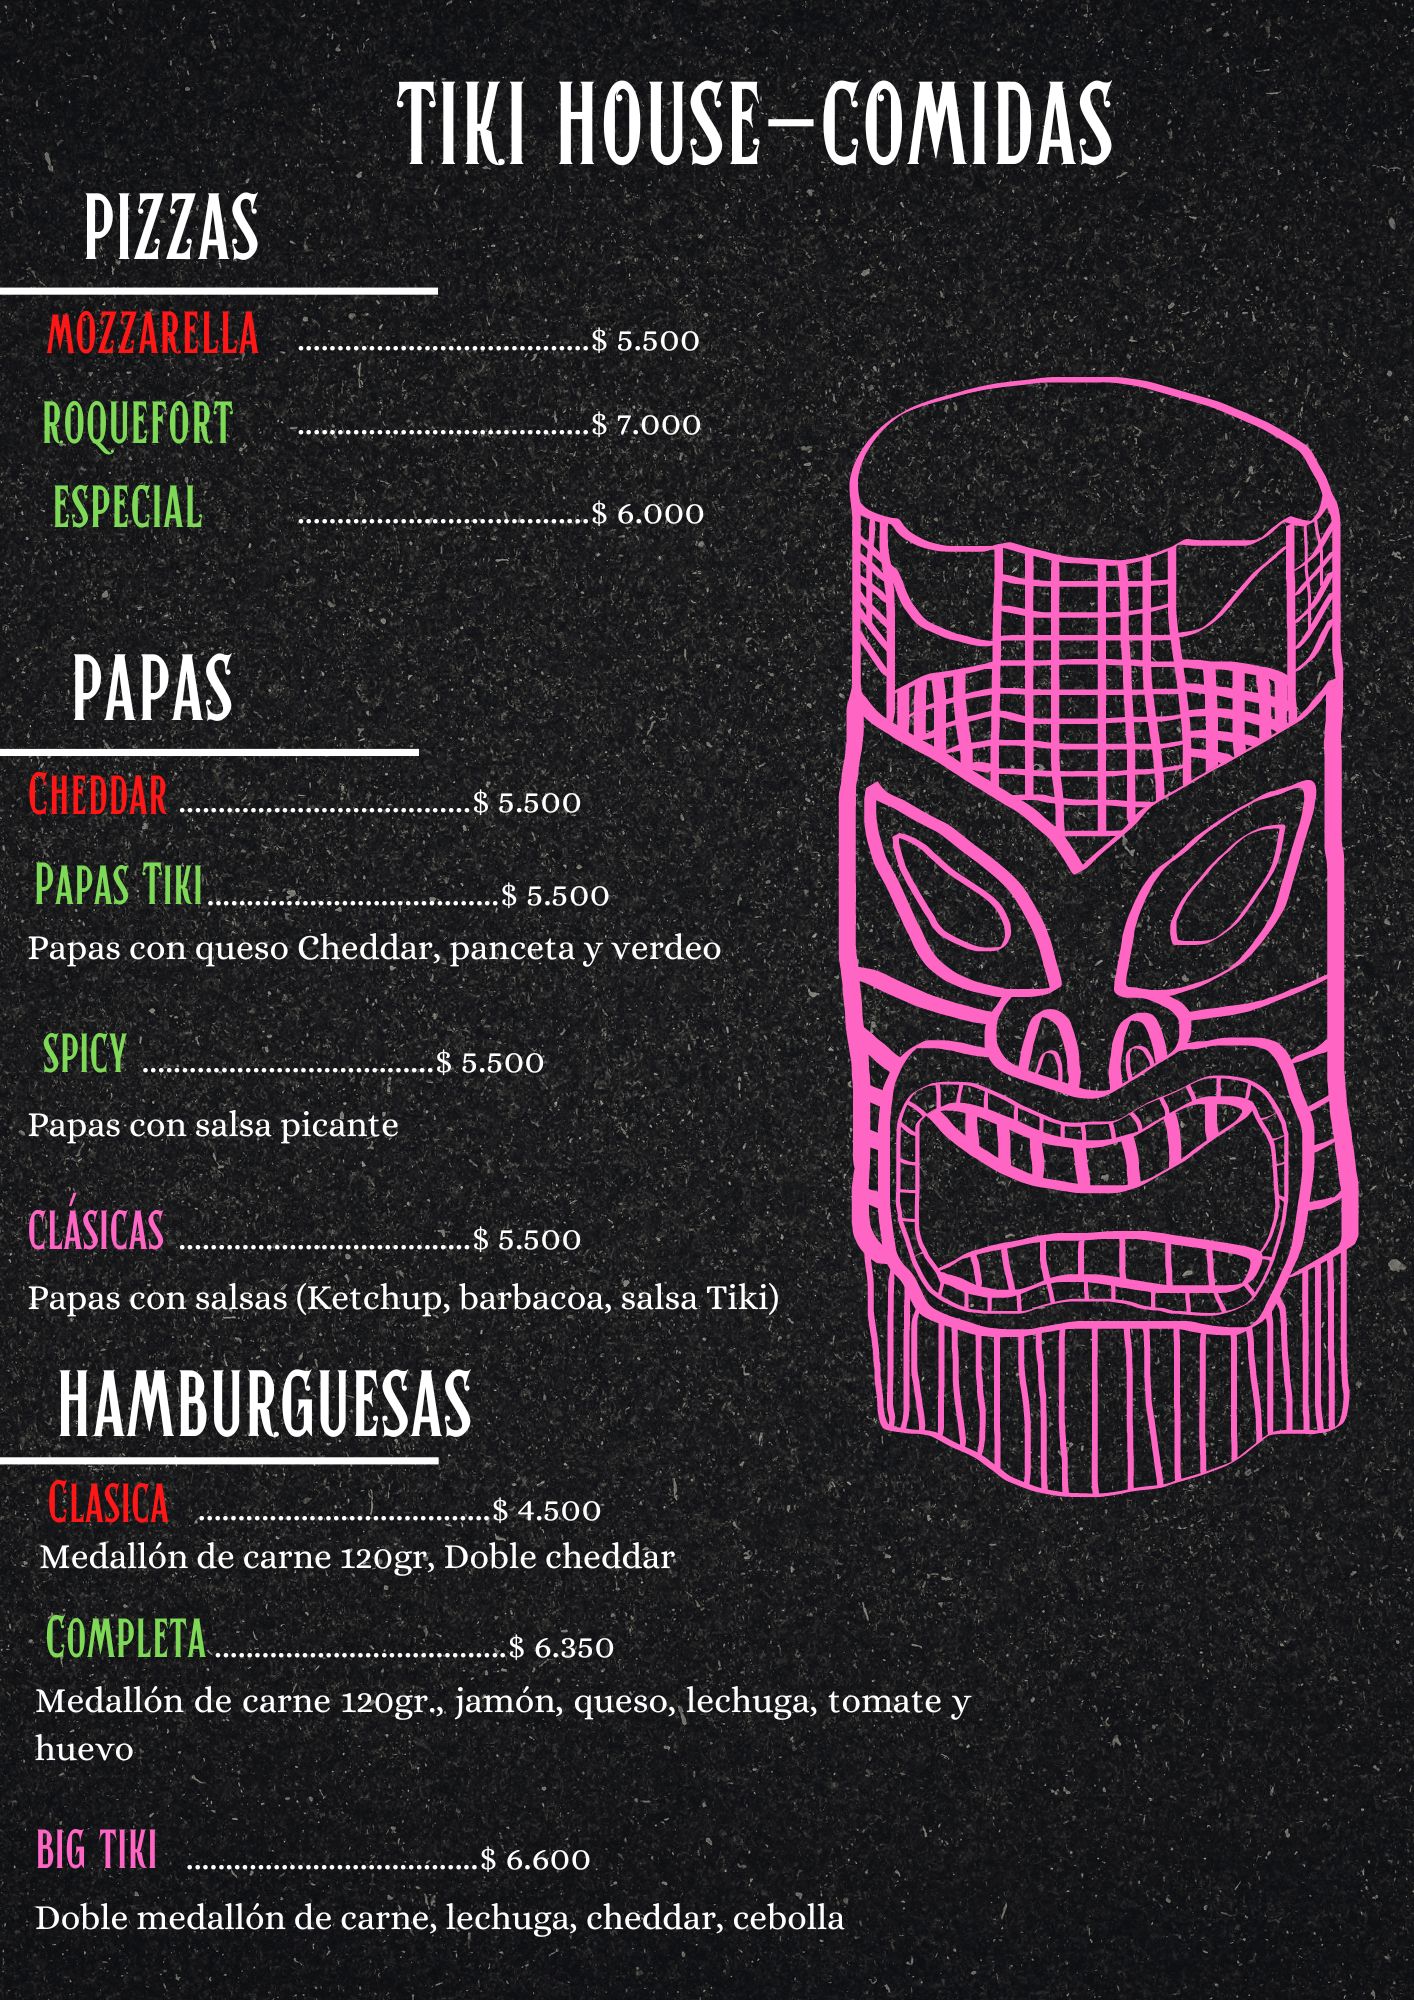 TIKI HOUSE-COMIDAS
PIZZAS
MOZZARELLA ..................................... $ 5.500
ROQUEFORT ..................................... $ 7.000
ESPECIAL ..................................... $ 6.000
PAPAS
CHEDDAR ..................................... $ 5.500
PAPAS TIKI ..................................... $ 5.500
Papas con queso Cheddar, panceta y verdeo
SPICY ..................................... $ 5.500
Papas con salsa picante
CLÁSICAS ..................................... $ 5.500
Papas con salsas (Ketchup, barbacoa, salsa Tiki)
HAMBURGUESAS
CLASICA ..................................... $ 4.500
Medallón de carne 120gr, Doble cheddar
COMPLETA ..................................... $ 6.350
Medallón de carne 120gr., jamón, queso, lechuga, tomate y
huevo
BIG TIKI ..................................... $ 6.600
Doble medallón de carne, lechuga, cheddar, cebolla